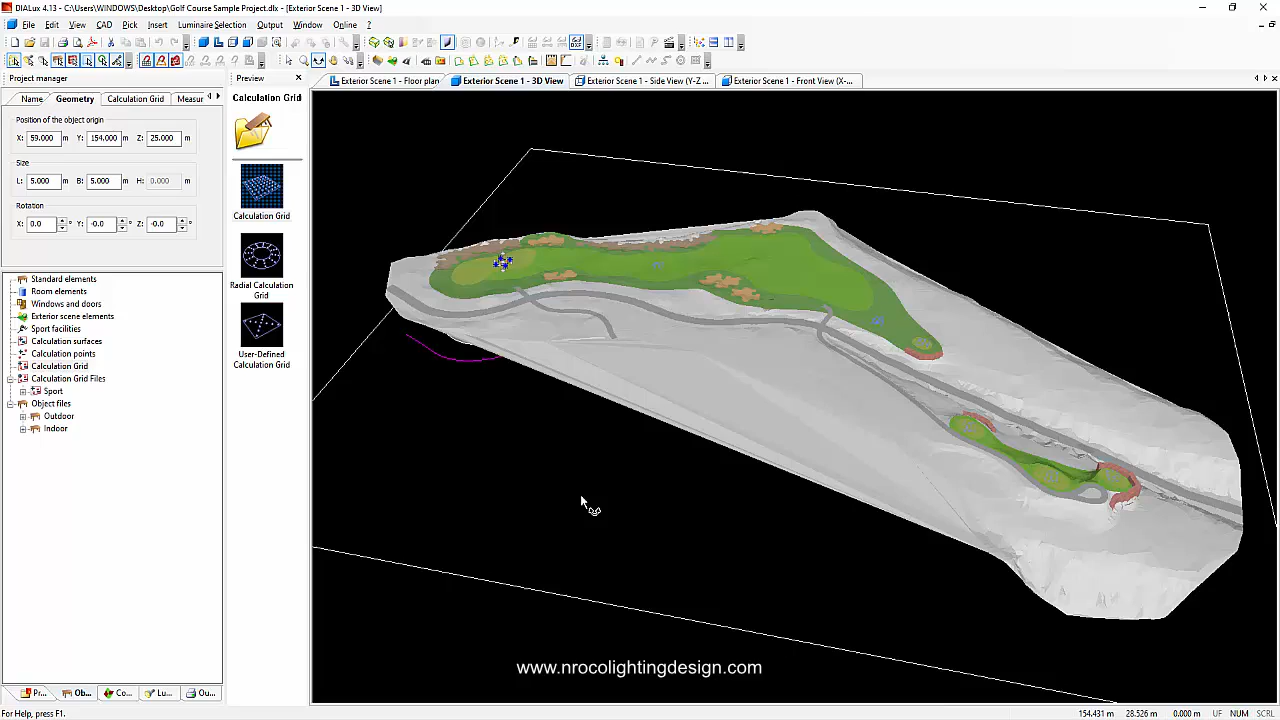 DIALux 4.13 - C:\Users\WINDOWS\Desktop\Golf Course Sample Project.dlx - [Exterior Scene 1 - 3D View]
File Edit View CAD Pick Insert Luminaire Selection Output Window Online ?
Project manager
Name Geometry Calculation Grid Measur
Position of the object origin
X: 59.000 m Y: 154.000 m Z: 25.000 m
Size
L: 5.000 m B: 5.000 m H: 0.000 m
Rotation
X: 0.0 ° Y: -0.0 ° Z: -0.0 °
Standard elements
Room elements
Windows and doors
Exterior scene elements
Sport facilities
Calculation surfaces
Calculation points
Calculation Grid
Calculation Grid Files
Sport
Object files
Outdoor
Indoor
Pr... Ob... Co... Lu... Ou...
Preview
Calculation Grid
Calculation Grid
Radial Calculation
Grid
User-Defined
Calculation Grid
Exterior Scene 1 - Floor plan
Exterior Scene 1 - 3D View
Exterior Scene 1 - Side View (Y-Z ...
Exterior Scene 1 - Front View (X-...
www.nrocolightingdesign.com
For Help, press F1.
154.431 m 28.526 m 0.000 m UF NUM SCRL